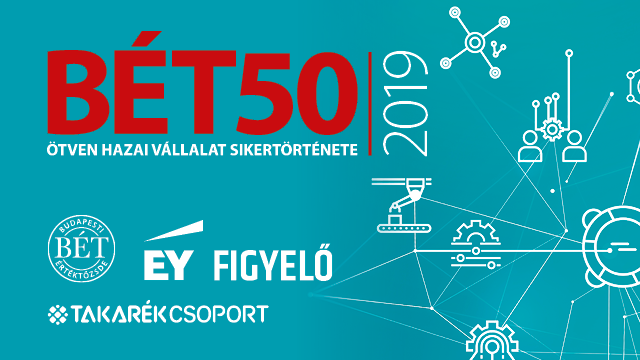 BÉT50
2019
ÖTVEN HAZAI VÁLLALAT SIKERTÖRTÉNETE
BUDAPESTI
BÉT
ÉRTÉKTŐZSDE
EY
FIGYELŐ
TAKARÉKCSOPORT